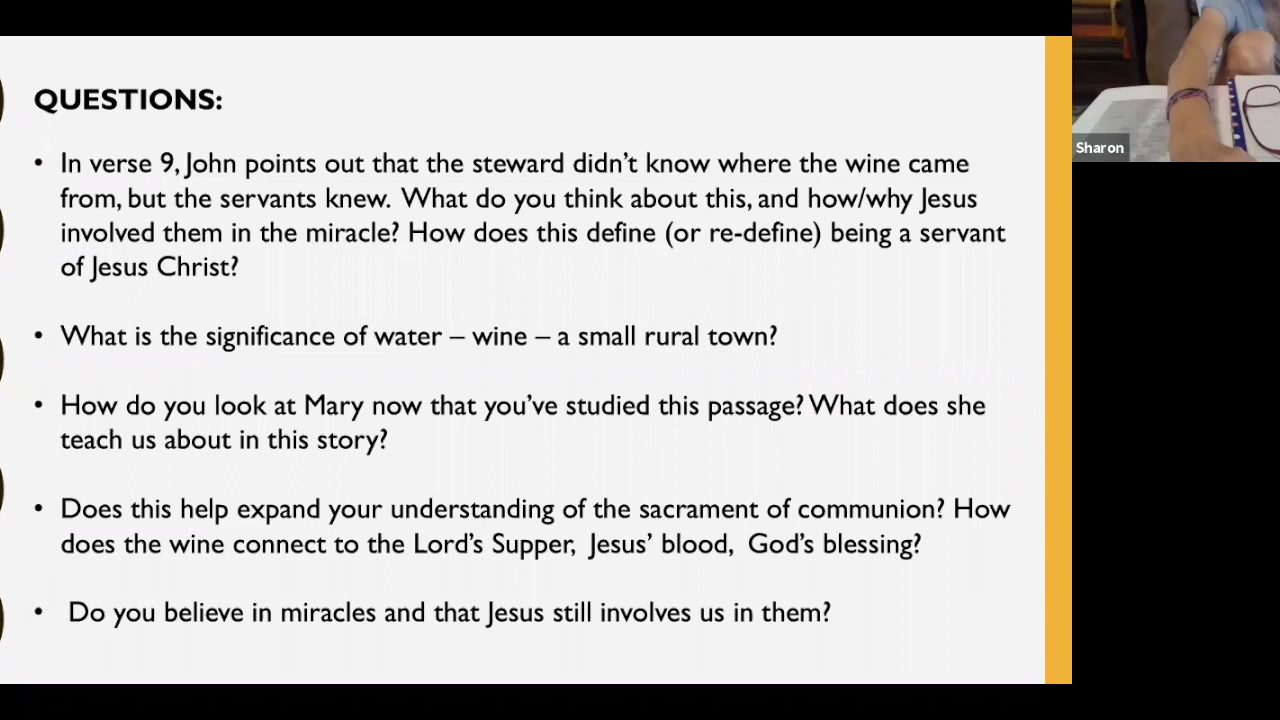 QUESTIONS:
• In verse 9, John points out that the steward didn't know where the wine came
from, but the servants knew. What do you think about this, and how/why Jesus
involved them in the miracle? How does this define (or re-define) being a servant
of Jesus Christ?
• What is the significance of water – wine – a small rural town?
• How do you look at Mary now that you've studied this passage? What does she
teach us about in this story?
• Does this help expand your understanding of the sacrament of communion? How
does the wine connect to the Lord's Supper, Jesus' blood, God's blessing?
• Do you believe in miracles and that Jesus still involves us in them?
Sharon